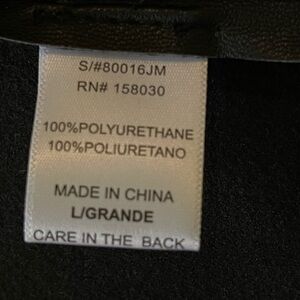 S/#80016JM
RN# 158030
100%POLYURETHANE
100%POLIURETANO
MADE IN CHINA
L/GRANDE
CARE IN THE BACK